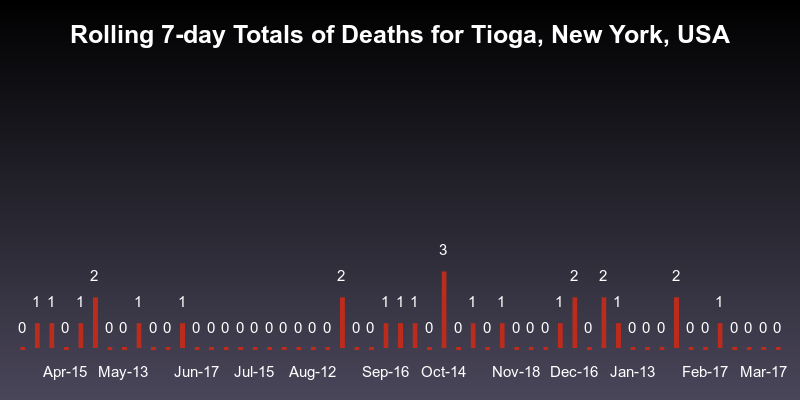 Rolling 7-day Totals of Deaths for Tioga, New York, USA
3
2 2 2 2 2
1 1 1 1 1 1 1 1 1 1 1 1 1
0 0 0 0 0 0 0 0 0 0 0 0 0 0 0 0 0 0 0 0 0 0 0 0 0 0 0 0 0 0 0 0 0 0
Apr-15 May-13 Jun-17 Jul-15 Aug-12 Sep-16 Oct-14 Nov-18 Dec-16 Jan-13 Feb-17 Mar-17